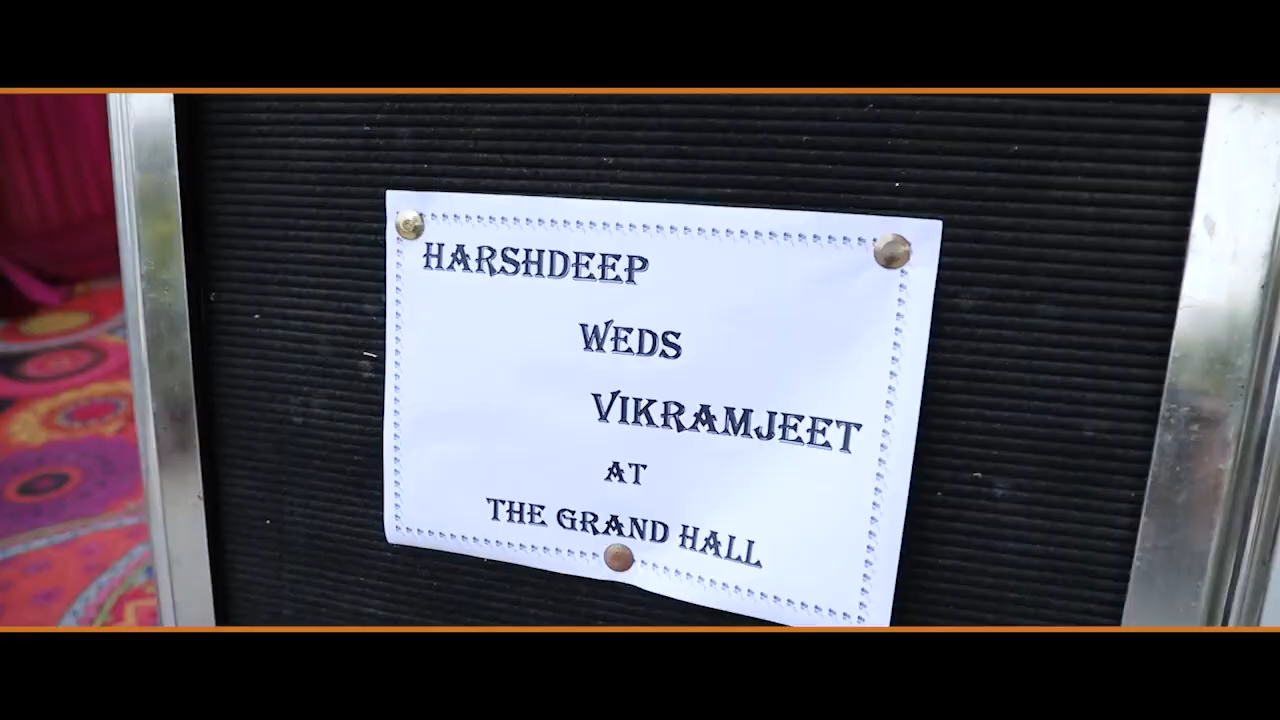 HARSHDEEP
WEDS
VIKRAMJEET
AT
THE GRAND HALL